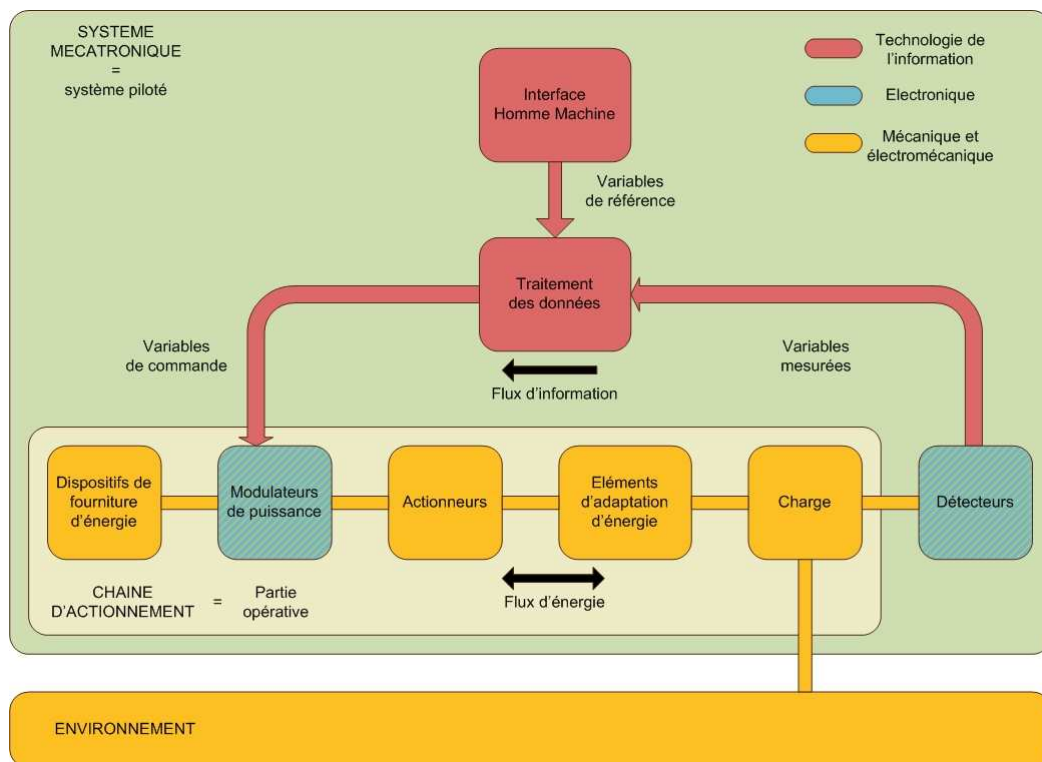 SYSTEME
MECATRONIQUE
=
système piloté
Technologie de
l'information
Electronique
Mécanique et
électromécanique
Interface
Homme Machine
Variables
de référence
Traitement
des données
Variables
de commande
Variables
mesurées
Flux d'information
Dispositifs de
fourniture
d'énergie
Modulateurs
de puissance
Actionneurs
Eléments
d'adaptation
d'énergie
Charge
Détecteurs
CHAINE
D'ACTIONNEMENT
=
Partie
opérative
Flux d'énergie
ENVIRONNEMENT